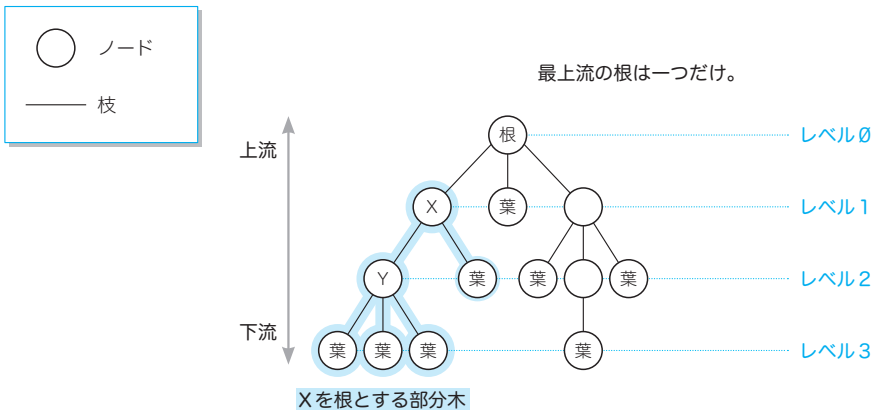 ノード
枝
最上流の根は一つだけ。
上流
根
レベル0
X
葉
レベル1
Y
葉
葉
葉
レベル2
下流
葉
葉
葉
葉
レベル3
Xを根とする部分木